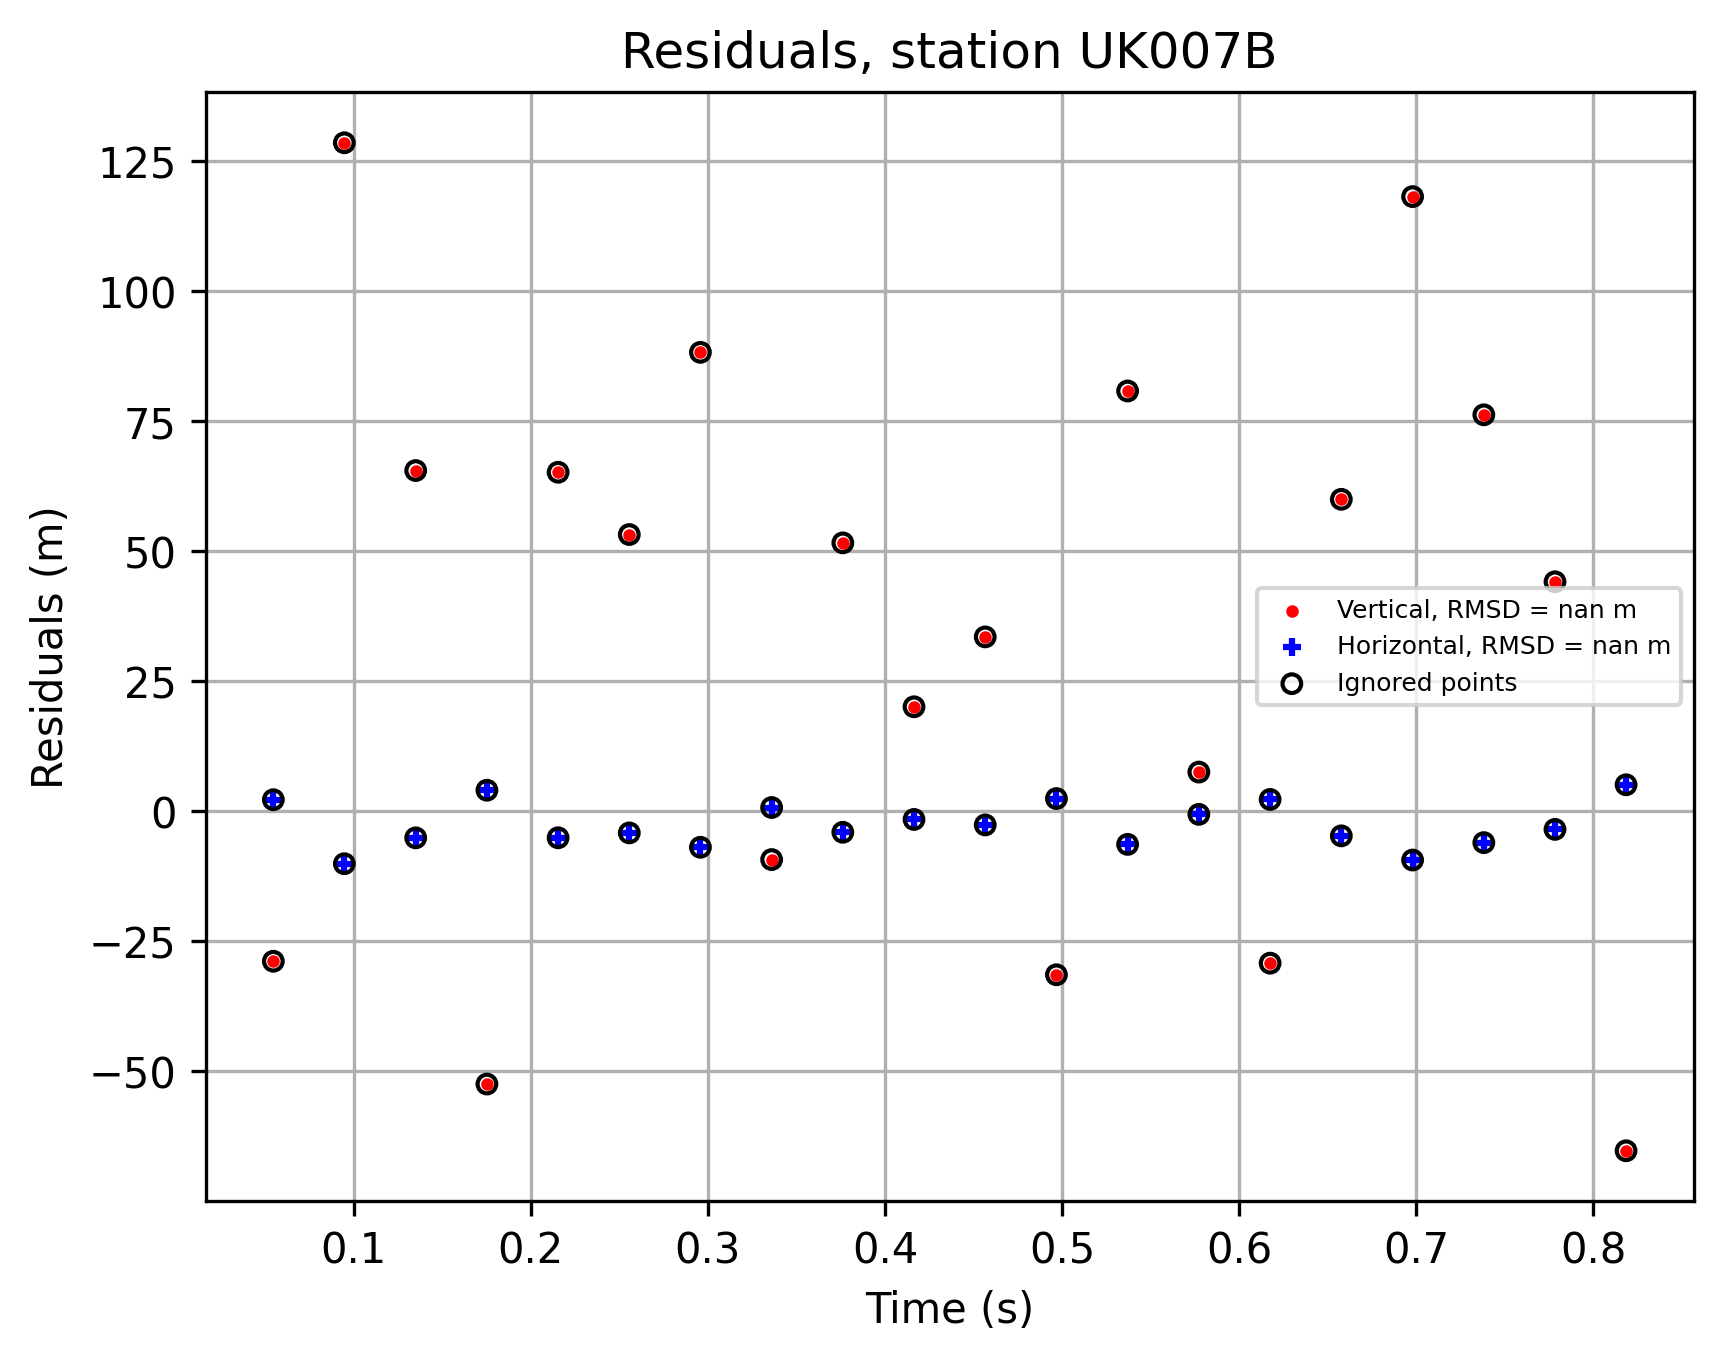 Residuals, station UK007B
125
100
75
50
25
0
−25
−50
Residuals (m)
Vertical, RMSD = nan m
Horizontal, RMSD = nan m
Ignored points
0.1 0.2 0.3 0.4 0.5 0.6 0.7 0.8
Time (s)